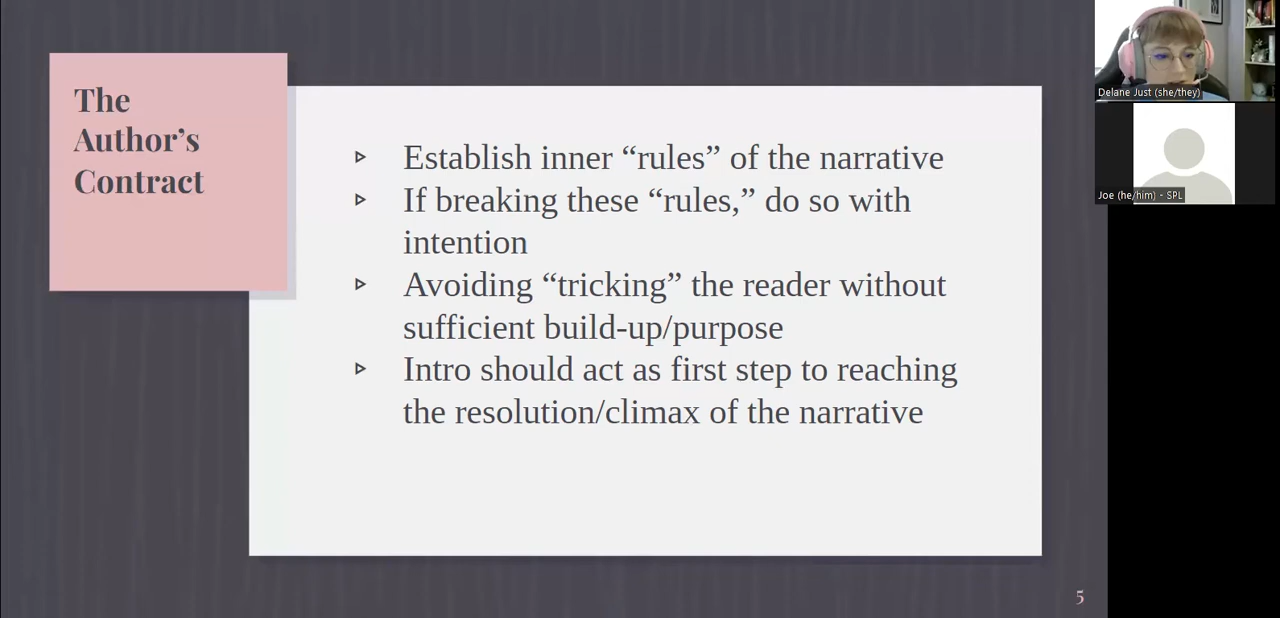 The
Author’s
Contract
Establish inner “rules” of the narrative
If breaking these “rules,” do so with
intention
Avoiding “tricking” the reader without
sufficient build-up/purpose
Intro should act as first step to reaching
the resolution/climax of the narrative
5
Delane Just (she/they)
Joe (he/him) - SPL